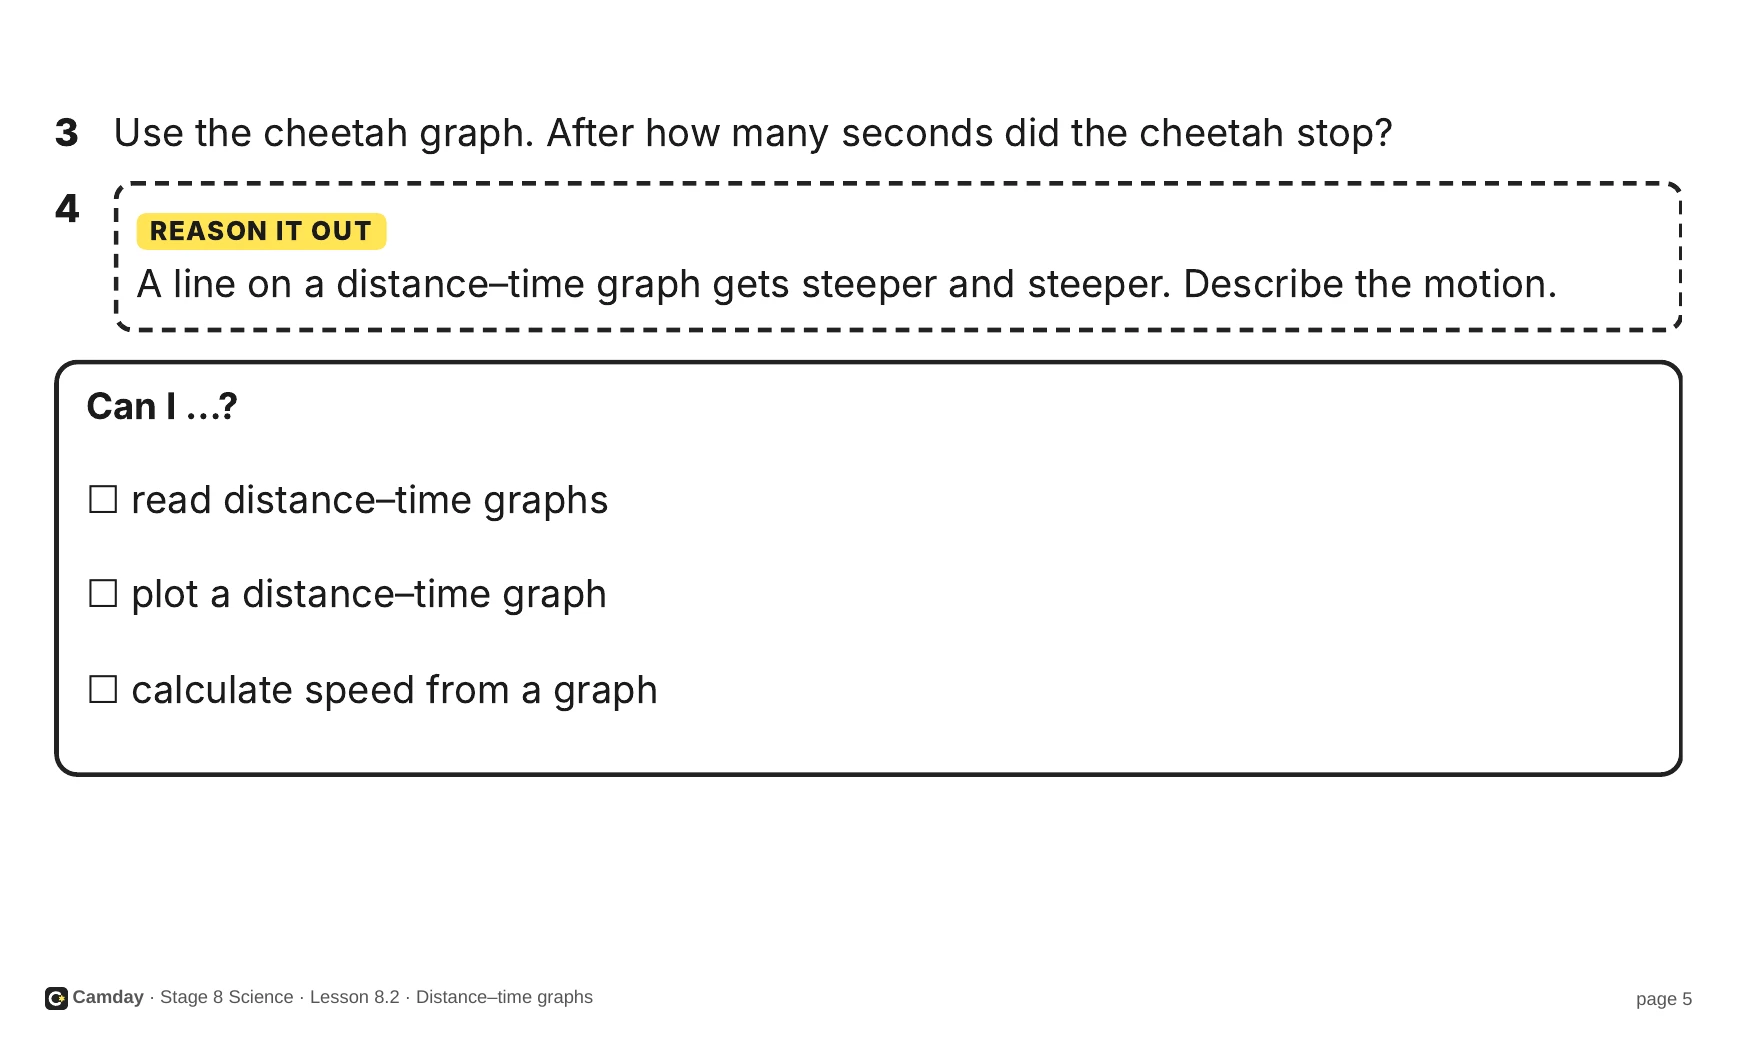 3 Use the cheetah graph. After how many seconds did the cheetah stop?
4
REASON IT OUT
A line on a distance–time graph gets steeper and steeper. Describe the motion.
Can I …?
☐ read distance–time graphs
☐ plot a distance–time graph
☐ calculate speed from a graph
Camday · Stage 8 Science · Lesson 8.2 · Distance–time graphs
page 5